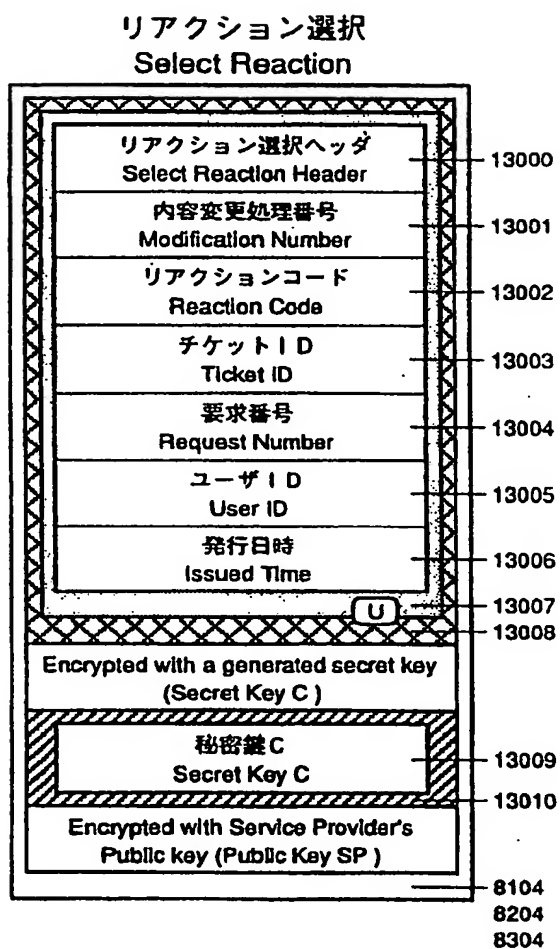 リアクション選択
Select Reaction
リアクション選択ヘッダ
Select Reaction Header
13000
内容変更処理番号
Modification Number
13001
リアクションコード
Reaction Code
13002
チケットID
Ticket ID
13003
要求番号
Request Number
13004
ユーザID
User ID
13005
発行日時
Issued Time
13006
U
13007
13008
Encrypted with a generated secret key
(Secret Key C )
秘密鍵C
Secret Key C
13009
13010
Encrypted with Service Provider's
Public key (Public Key SP )
8104
8204
8304